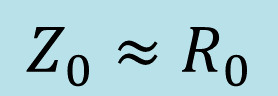 Z₀ ≈ R₀